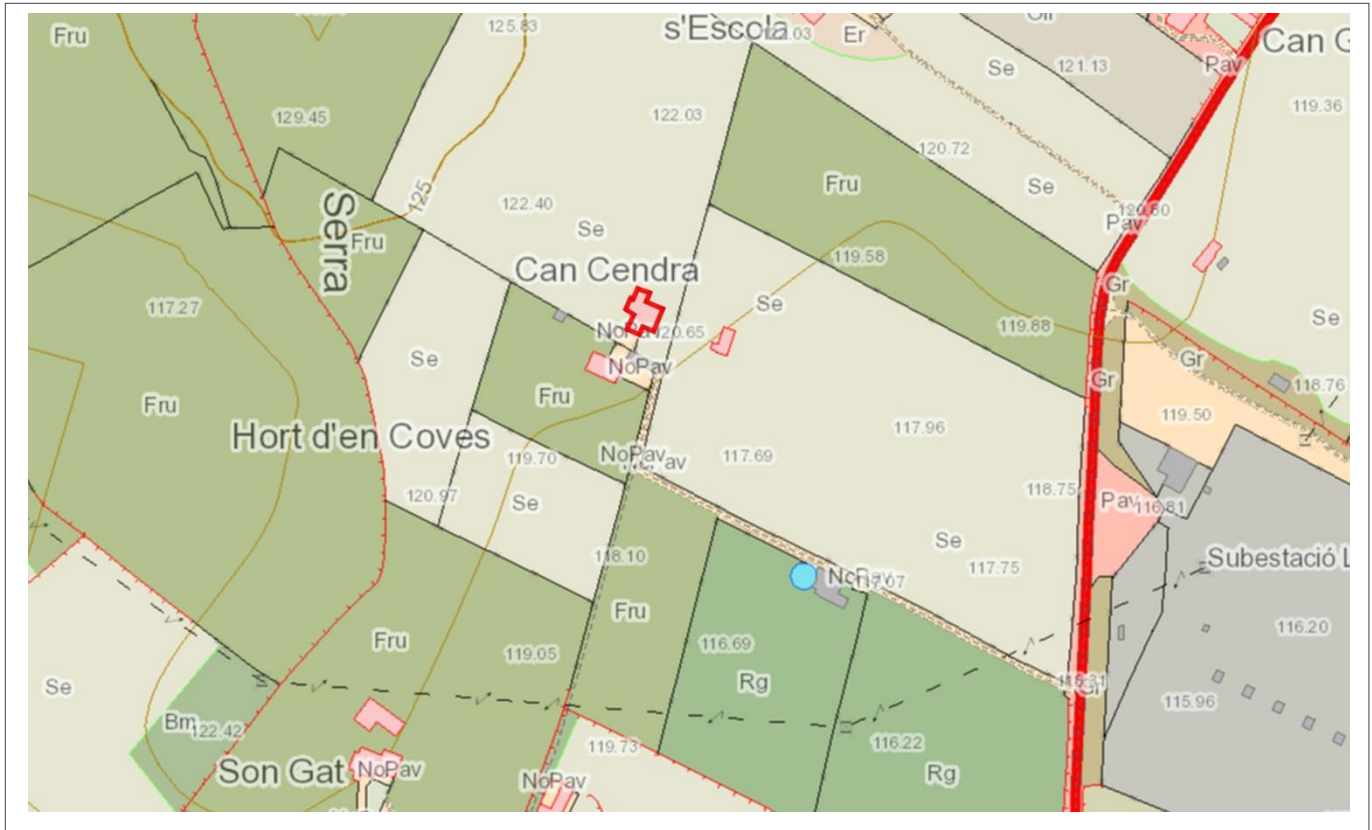 Fru
125.83
s'Escola
Er
Se
121.13
Pav
Can G
119.36
129.45
122.03
120.72
Fru
Se
125
122.40
Serra
Fru
Se
Pav
120.80
Can Cendra
119.58
Gr
117.27
Se
119.88
Se
NoPav
120.65
Se
NoPav
Gr
Gr
118.76
Fru
Fru
119.50
Hort d'en Coves
117.96
119.70
NoPav
117.69
120.97
Se
118.75
Pav
116.81
Se
118.10
117.75
Subestació L
NoPav
117.07
Fru
116.20
Fru
119.05
116.69
Se
Rg
Gr
115.96
Bm
122.42
119.73
116.22
Son Gat
NoPav
NoPav
Rg